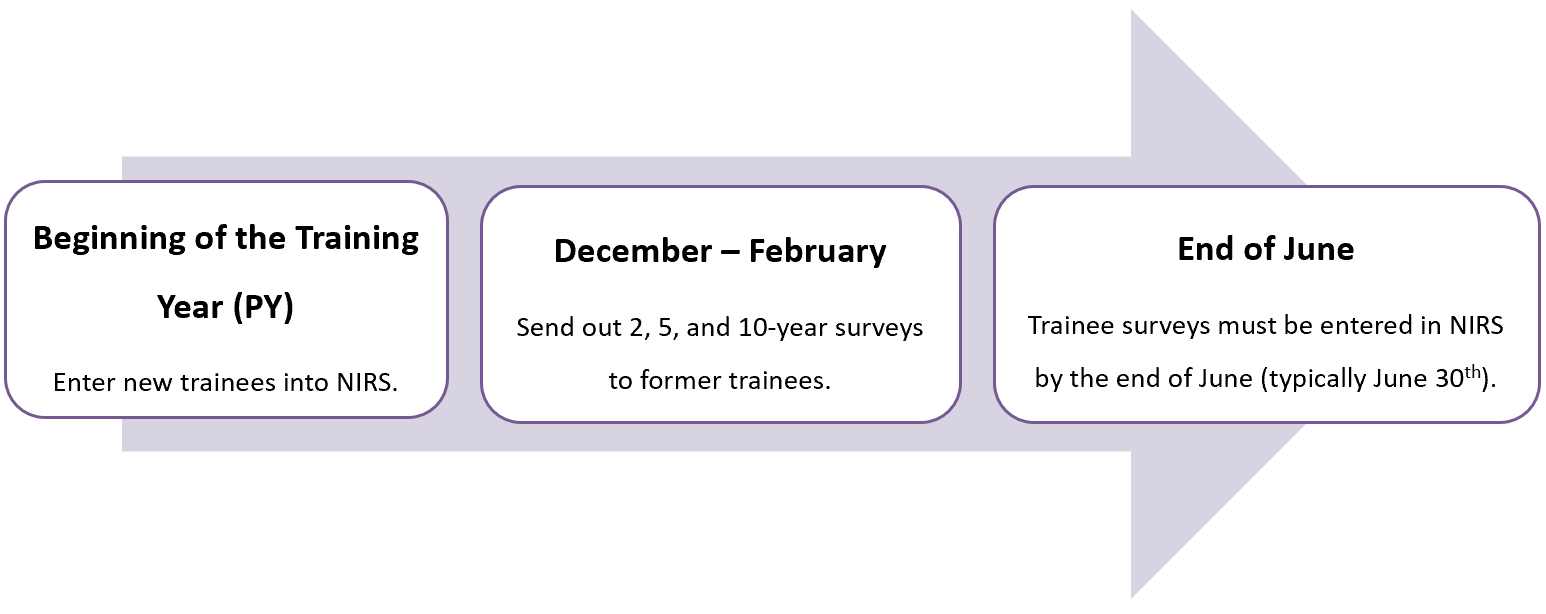 Beginning of the Training
Year (PY)
Enter new trainees into NIRS.
December – February
Send out 2, 5, and 10-year surveys
to former trainees.
End of June
Trainee surveys must be entered in NIRS
by the end of June (typically June 30th).